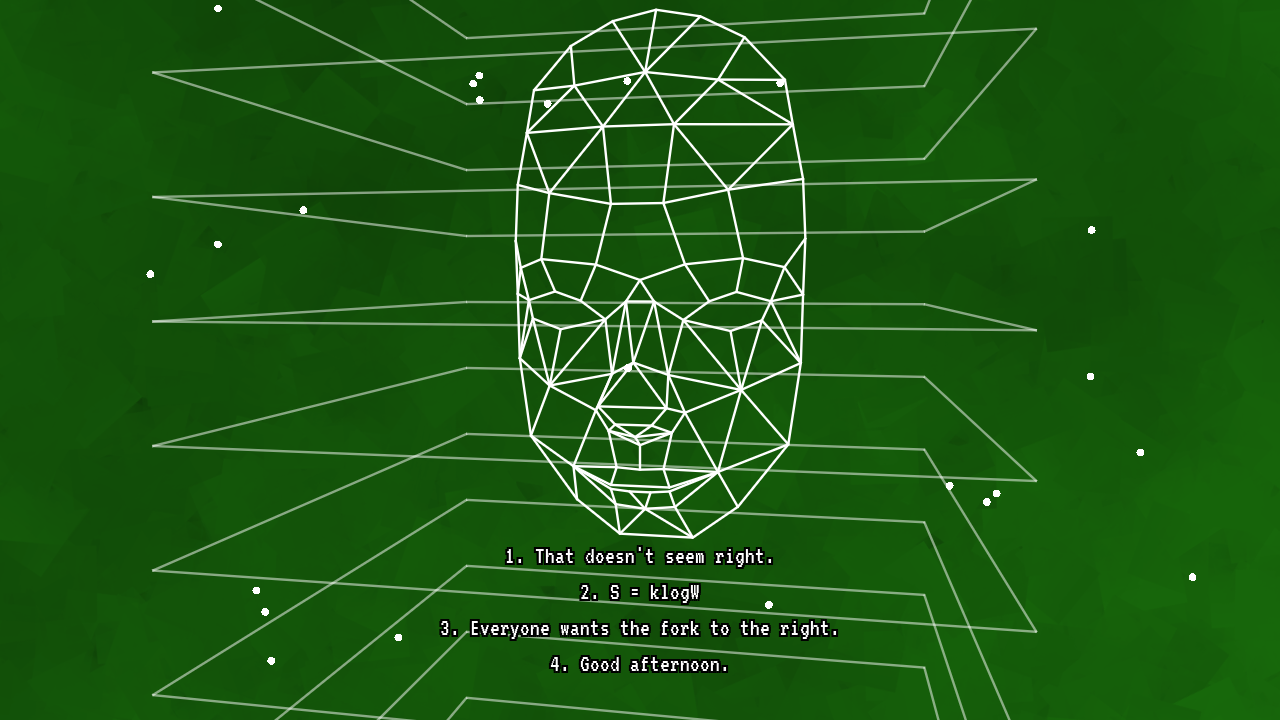 1. That doesn't seem right.
2. S = klogW
3. Everyone wants the fork to the right.
4. Good afternoon.